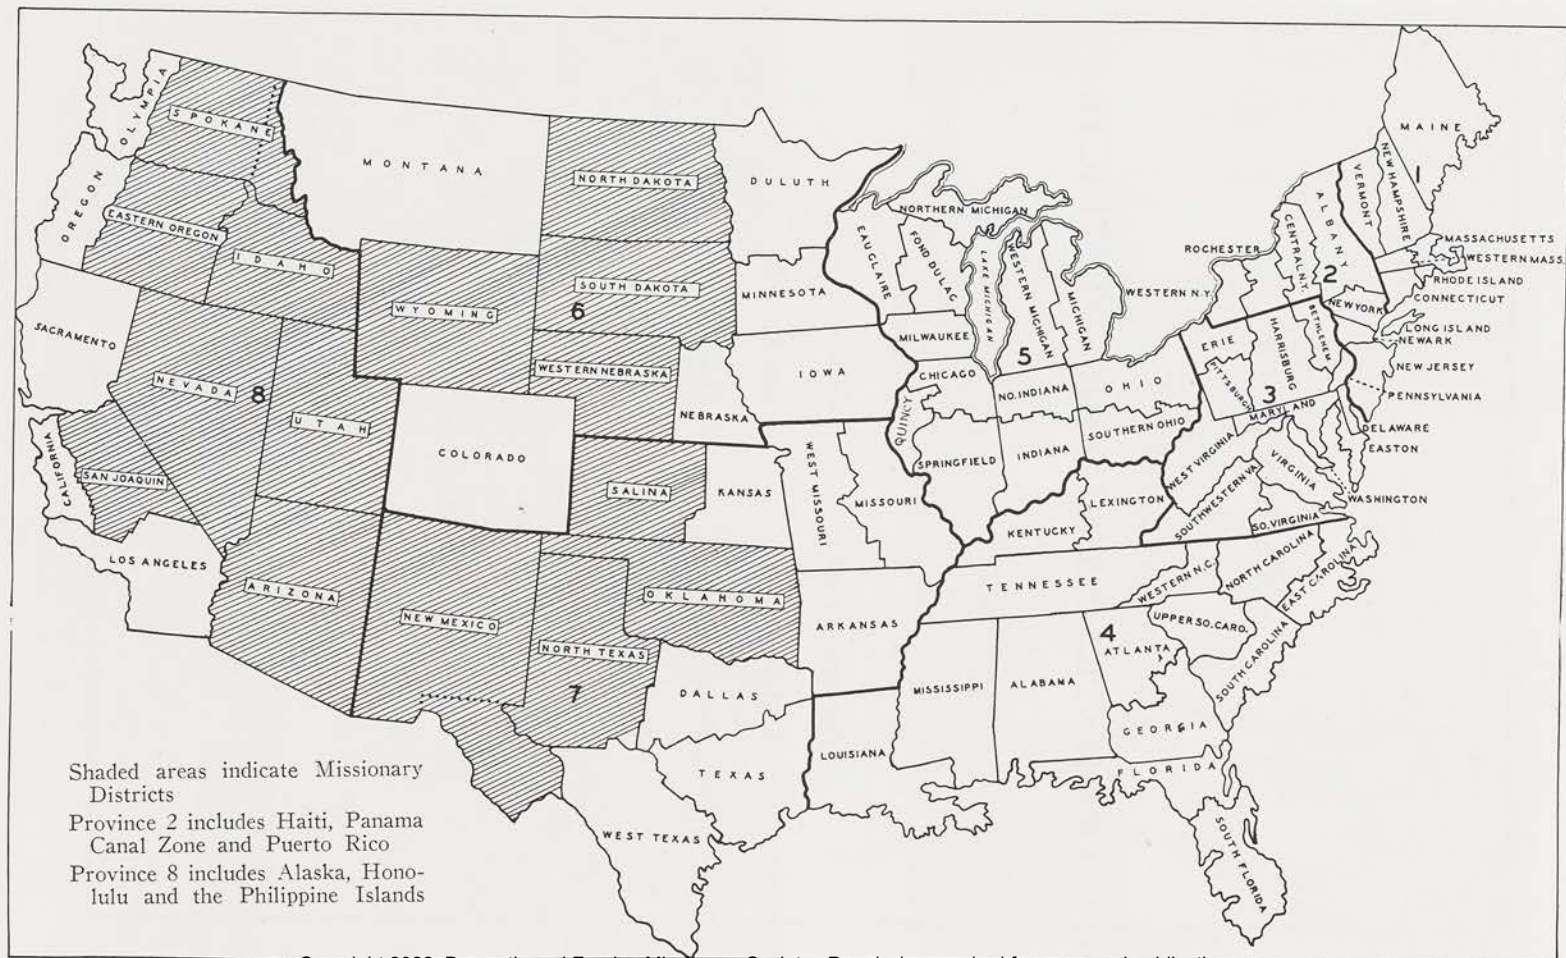 OLYMPIA
SPOKANE
MONTANA
NORTH DAKOTA
DULUTH
OREGON
EASTERN OREGON
IDAHO
WYOMING
SOUTH DAKOTA
6
MINNESOTA
SACRAMENTO
NEVADA
8
UTAH
WESTERN NEBRASKA
NEBRASKA
IOWA
CALIFORNIA
SAN JOAQUIN
LOS ANGELES
COLORADO
SALINA
KANSAS
WEST MISSOURI
MISSOURI
ARIZONA
NEW MEXICO
NORTH TEXAS
7
OKLAHOMA
ARKANSAS
DALLAS
TEXAS
WEST TEXAS
LOUISIANA
NORTHERN MICHIGAN
EAU CLAIRE
FOND DU LAC
LAKE MICHIGAN
WESTERN MICHIGAN
MICHIGAN
MILWAUKEE
5
CHICAGO
QUINCY
SPRINGFIELD
NO. INDIANA
INDIANA
OHIO
SOUTHERN OHIO
KENTUCKY
LEXINGTON
TENNESSEE
MISSISSIPPI
ALABAMA
4
ATLANTA
GEORGIA
FLORIDA
SOUTH FLORIDA
WESTERN N.C.
NORTH CAROLINA
EAST CAROLINA
UPPER SO. CARO.
SOUTH CAROLINA
WEST VIRGINIA
SOUTHWESTERN VA.
VIRGINIA
SO. VIRGINIA
WASHINGTON
EASTON
DELAWARE
MARYLAND
3
ERIE
PITTSBURGH
HARRISBURG
BETHLEHEM
PENNSYLVANIA
NEW JERSEY
NEWARK
LONG ISLAND
CONNECTICUT
RHODE ISLAND
WESTERN MASS.
MASSACHUSETTS
MAINE
1
NEW HAMPSHIRE
VERMONT
ALBANY
2
NEW YORK
CENTRAL N.Y.
ROCHESTER
WESTERN N.Y.
Shaded areas indicate Missionary
Districts
Province 2 includes Haiti, Panama
Canal Zone and Puerto Rico
Province 8 includes Alaska, Hono-
lulu and the Philippine Islands